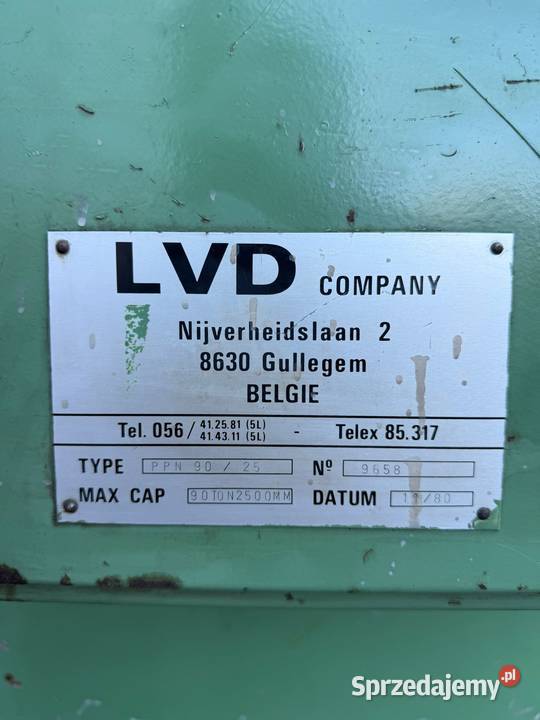 LVD COMPANY
Nijverheidslaan 2
8630 Gullegem
BELGIE
Tel. 056/ 41.25.81 (5L) - Telex 85.317
41.43.11 (5L)
TYPE PPN 90 / 25 Nº 9658
MAX CAP 90TON2500MM DATUM 11/80
Sprzedajemy.pl